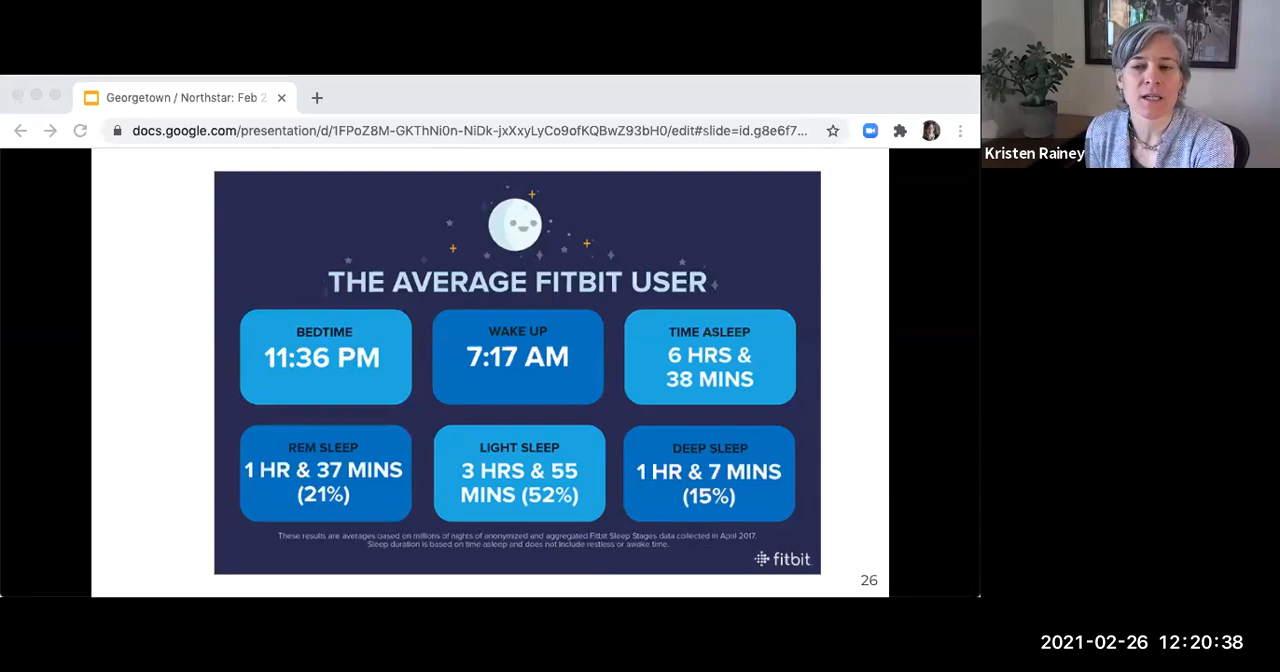 Georgetown / Northstar: Feb 2
docs.google.com/presentation/d/1FPoZ8M-GKThNi0n-NiDk-jxXxyLyCo9ofKQBwZ93bH0/edit#slide=id.g8e6f7...
Kristen Rainey
THE AVERAGE FITBIT USER
BEDTIME
11:36 PM
WAKE UP
7:17 AM
TIME ASLEEP
6 HRS &
38 MINS
REM SLEEP
1 HR & 37 MINS
(21%)
LIGHT SLEEP
3 HRS & 55
MINS (52%)
DEEP SLEEP
1 HR & 7 MINS
(15%)
These results are averages based on millions of nights of anonymized and aggregated Fitbit Sleep Stages data collected in April 2017.
Sleep duration is based on time asleep and does not include restless or awake time.
fitbit
26
2021-02-26 12:20:38